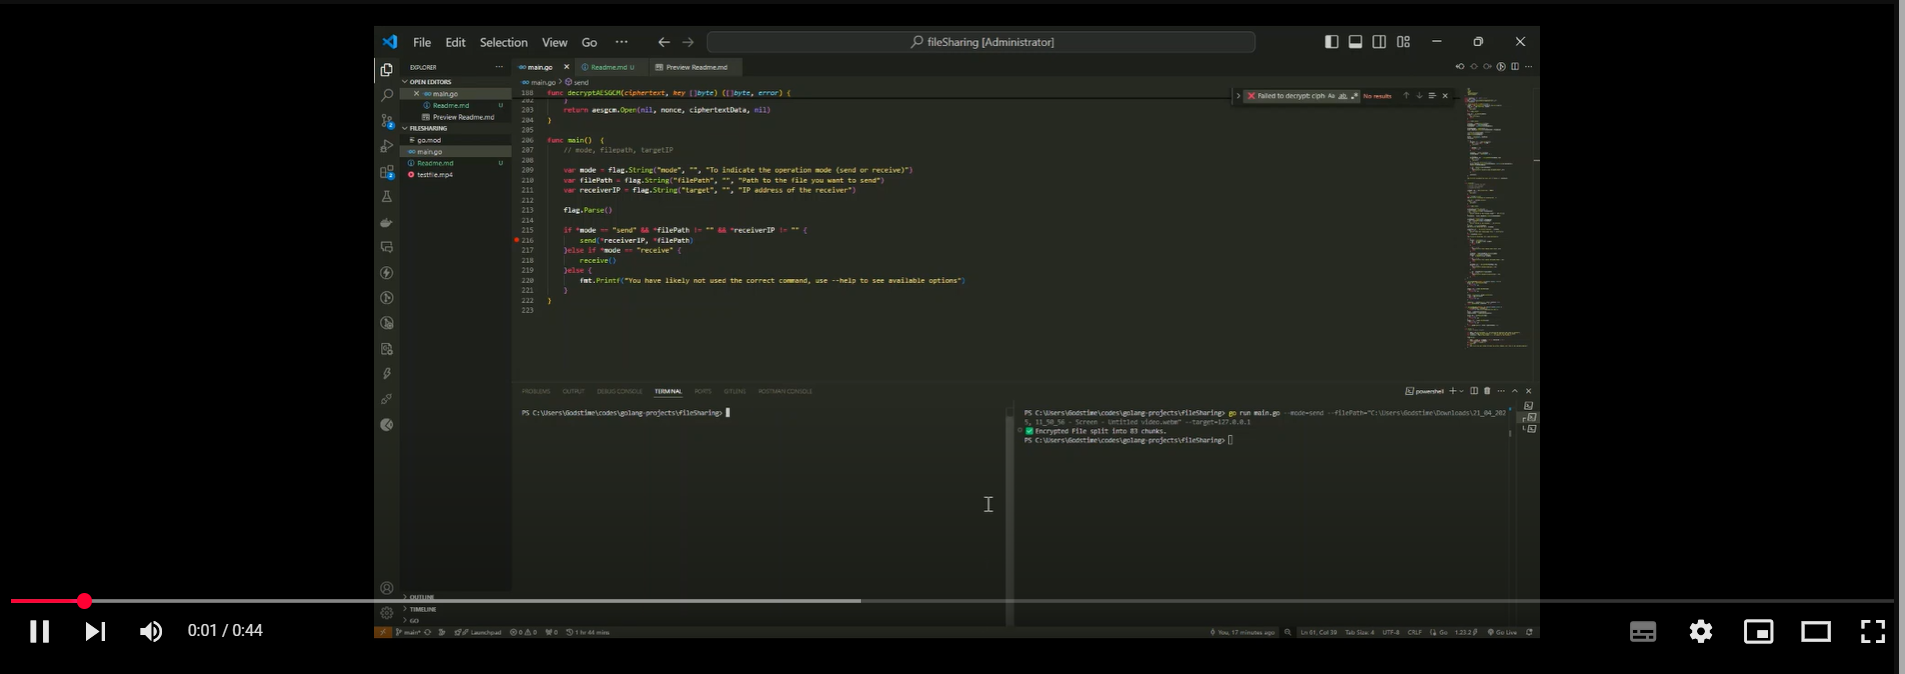 File Edit Selection View Go ··· fileSharing [Administrator]
EXPLORER
OPEN EDITORS
main.go
Readme.md U
Preview Readme.md
FILESHARING
go.mod
main.go
Readme.md U
testfile.mp4
OUTLINE
TIMELINE
GO
main.go Readme.md U Preview Readme.md
main.go > send
188 func decryptAESGCM(ciphertext, key []byte) ([]byte, error) {
202 }
203 return aesgcm.Open(nil, nonce, ciphertextData, nil)
204 }
205
206 func main() {
207 // mode, filepath, targetIP
208
209 var mode = flag.String("mode", "", "To indicate the operation mode (send or receive)")
210 var filePath = flag.String("filePath", "", "Path to the file you want to send")
211 var receiverIP = flag.String("target", "", "IP address of the receiver")
212
213 flag.Parse()
214
215 if *mode == "send" && *filePath != "" && *receiverIP != "" {
216 send(*receiverIP, *filePath)
217 }else if *mode == "receive" {
218 receive()
219 }else {
220 fmt.Printf("You have likely not used the correct command, use --help to see available options")
221 }
222 }
223
Failed to decrypt: ciph Aa No results
PROBLEMS OUTPUT DEBUG CONSOLE TERMINAL PORTS GITLENS POSTMAN CONSOLE
powershell
PS C:\Users\Godstime\codes\golang-projects\fileSharing>
PS C:\Users\Godstime\codes\golang-projects\fileSharing> go run main.go --mode=send --filePath="C:\Users\Godstime\Downloads\21_04_202
5, 11_50_56 - Screen - Untitled video.webm" --target=127.0.0.1
Encrypted File split into 83 chunks.
PS C:\Users\Godstime\codes\golang-projects\fileSharing>
main* Launchpad 0 0 0 1 hr 44 mins
You, 17 minutes ago Ln 61, Col 39 Tab Size: 4 UTF-8 CRLF Go 1.23.2 Go Live
0:01 / 0:44